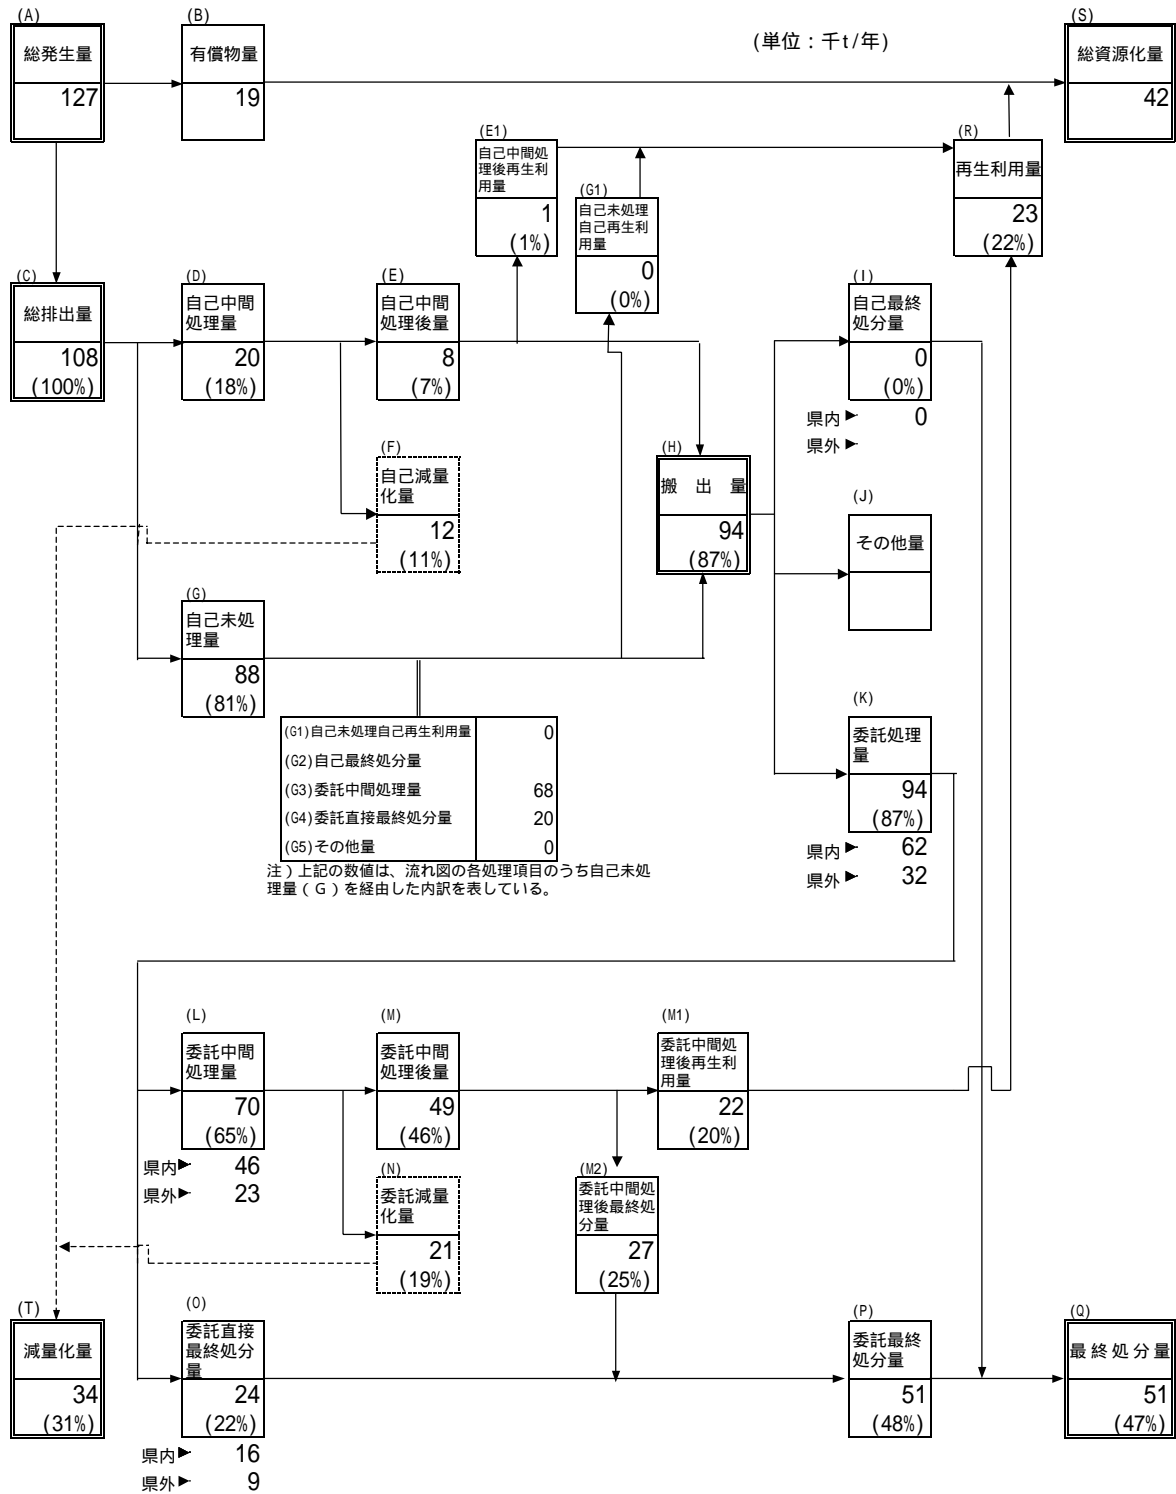 (A)
総発生量
127
(B)
有償物量
19
(単位：千t/年)
(S)
総資源化量
42
(E1)
自己中間処
理後再生利
用量
1
(1%)
(G1)
自己未処理
自己再生利
用量
0
(0%)
(R)
再生利用量
23
(22%)
(C)
総排出量
108
(100%)
(D)
自己中間
処理量
20
(18%)
(E)
自己中間
処理後量
8
(7%)
(I)
自己最終
処分量
0
(0%)
県内► 0
県外►
(F)
自己減量
化量
12
(11%)
(H)
搬 出 量
94
(87%)
(J)
その他量
(G)
自己未処
理量
88
(81%)
(G1)自己未処理自己再生利用量 0
(G2)自己最終処分量
(G3)委託中間処理量 68
(G4)委託直接最終処分量 20
(G5)その他量 0
注）上記の数値は、流れ図の各処理項目のうち自己未処
理量（Ｇ）を経由した内訳を表している。
(K)
委託処理
量
94
(87%)
県内► 62
県外► 32
(L)
委託中間
処理量
70
(65%)
県内► 46
県外► 23
(M)
委託中間
処理後量
49
(46%)
(M1)
委託中間処
理後再生利
用量
22
(20%)
(N)
委託減量
化量
21
(19%)
(M2)
委託中間処
理後最終処
分量
27
(25%)
(T)
減量化量
34
(31%)
(O)
委託直接
最終処分
量
24
(22%)
県内► 16
県外► 9
(P)
委託最終
処分量
51
(48%)
(Q)
最終処分量
51
(47%)